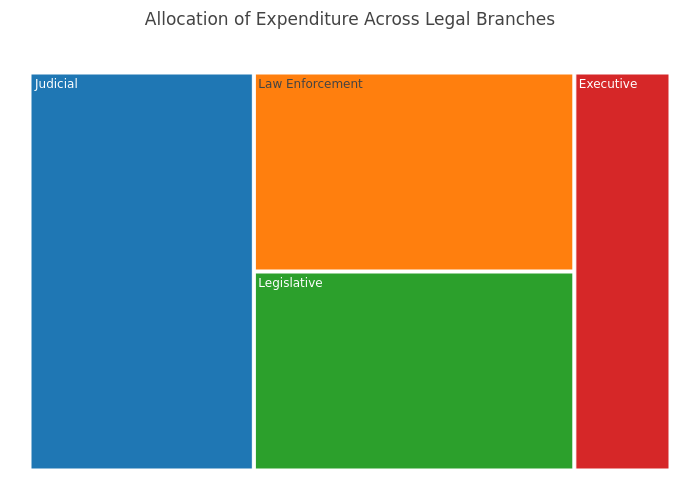 Allocation of Expenditure Across Legal Branches
Judicial
Law Enforcement
Executive
Legislative